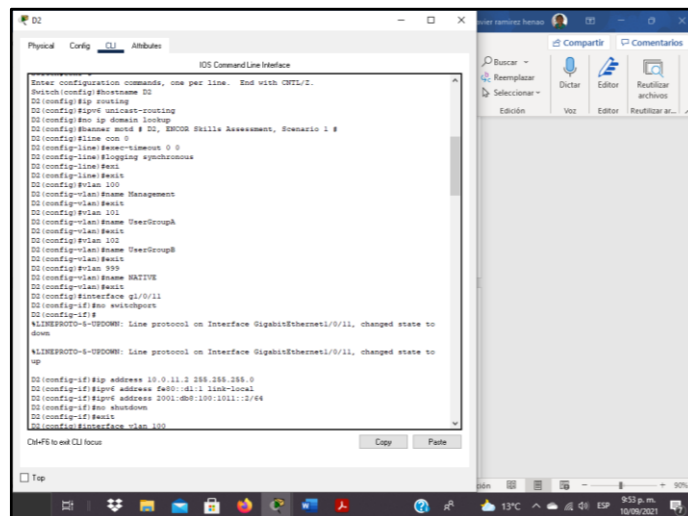 D2
Physical Config CLI Attributes
IOS Command Line Interface
Enter configuration commands, one per line. End with CNTL/Z.
Switch(config)#hostname D2
D2(config)#ip routing
D2(config)#ipv6 unicast-routing
D2(config)#no ip domain lookup
D2(config)#banner motd # D2, ENCOR Skills Assessment, Scenario 1 #
D2(config)#line con 0
D2(config-line)#exec-timeout 0 0
D2(config-line)#logging synchronous
D2(config-line)#exi
D2(config-line)#exit
D2(config)#vlan 100
D2(config-vlan)#name Management
D2(config-vlan)#exit
D2(config)#vlan 101
D2(config-vlan)#name UserGroupA
D2(config-vlan)#exit
D2(config)#vlan 102
D2(config-vlan)#name UserGroupB
D2(config-vlan)#exit
D2(config)#vlan 999
D2(config-vlan)#name NATIVE
D2(config-vlan)#exit
D2(config)#interface g1/0/11
D2(config-if)#no switchport
D2(config-if)#
%LINEPROTO-5-UPDOWN: Line protocol on Interface GigabitEthernet1/0/11, changed state to
down
%LINEPROTO-5-UPDOWN: Line protocol on Interface GigabitEthernet1/0/11, changed state to
up
D2(config-if)#ip address 10.0.11.2 255.255.255.0
D2(config-if)#ipv6 address fe80::d1:1 link-local
D2(config-if)#ipv6 address 2001:db8:100:1011::2/64
D2(config-if)#no shutdown
D2(config-if)#exit
D2(config)#interface vlan 100
Ctrl+F6 to exit CLI focus
Copy Paste
Top
ramirez henao
Compartir Comentarios
Buscar
Reemplazar
Seleccionar
Dictar Editor Reutilizar
archivos
Edición Voz Editor Reutilizar ar...
90%
13°C ESP 9:53 p. m.
10/09/2021